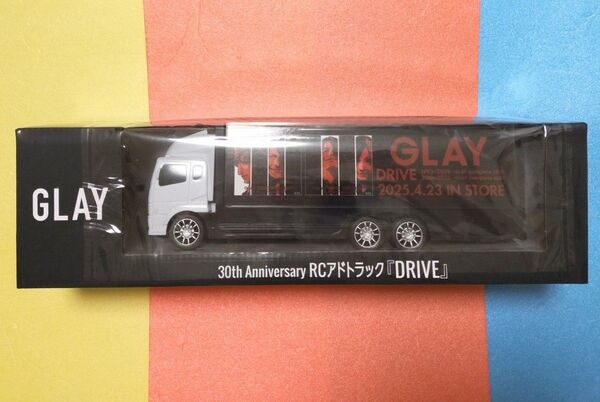 GLAY
GLAY
DRIVE
2025.4.23 IN STORE
30th Anniversary RCアドトラック『DRIVE』